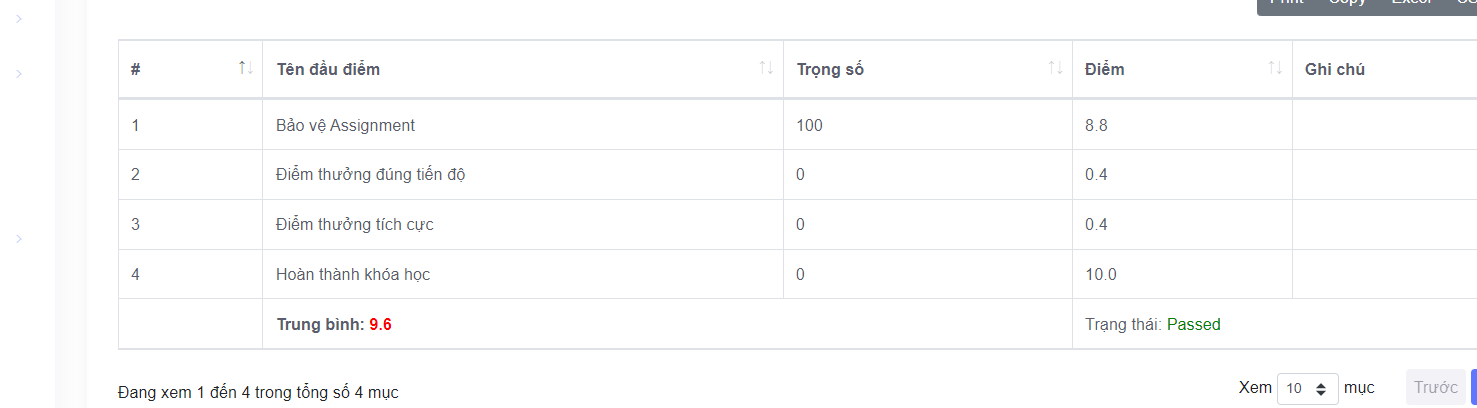 Print Copy Excel
# Tên đầu điểm Trọng số Điểm Ghi chú
1 Bảo vệ Assignment 100 8.8
2 Điểm thưởng đúng tiến độ 0 0.4
3 Điểm thưởng tích cực 0 0.4
4 Hoàn thành khóa học 0 10.0
Trung bình: 9.6 Trạng thái: Passed
Đang xem 1 đến 4 trong tổng số 4 mục Xem 10 mục Trước